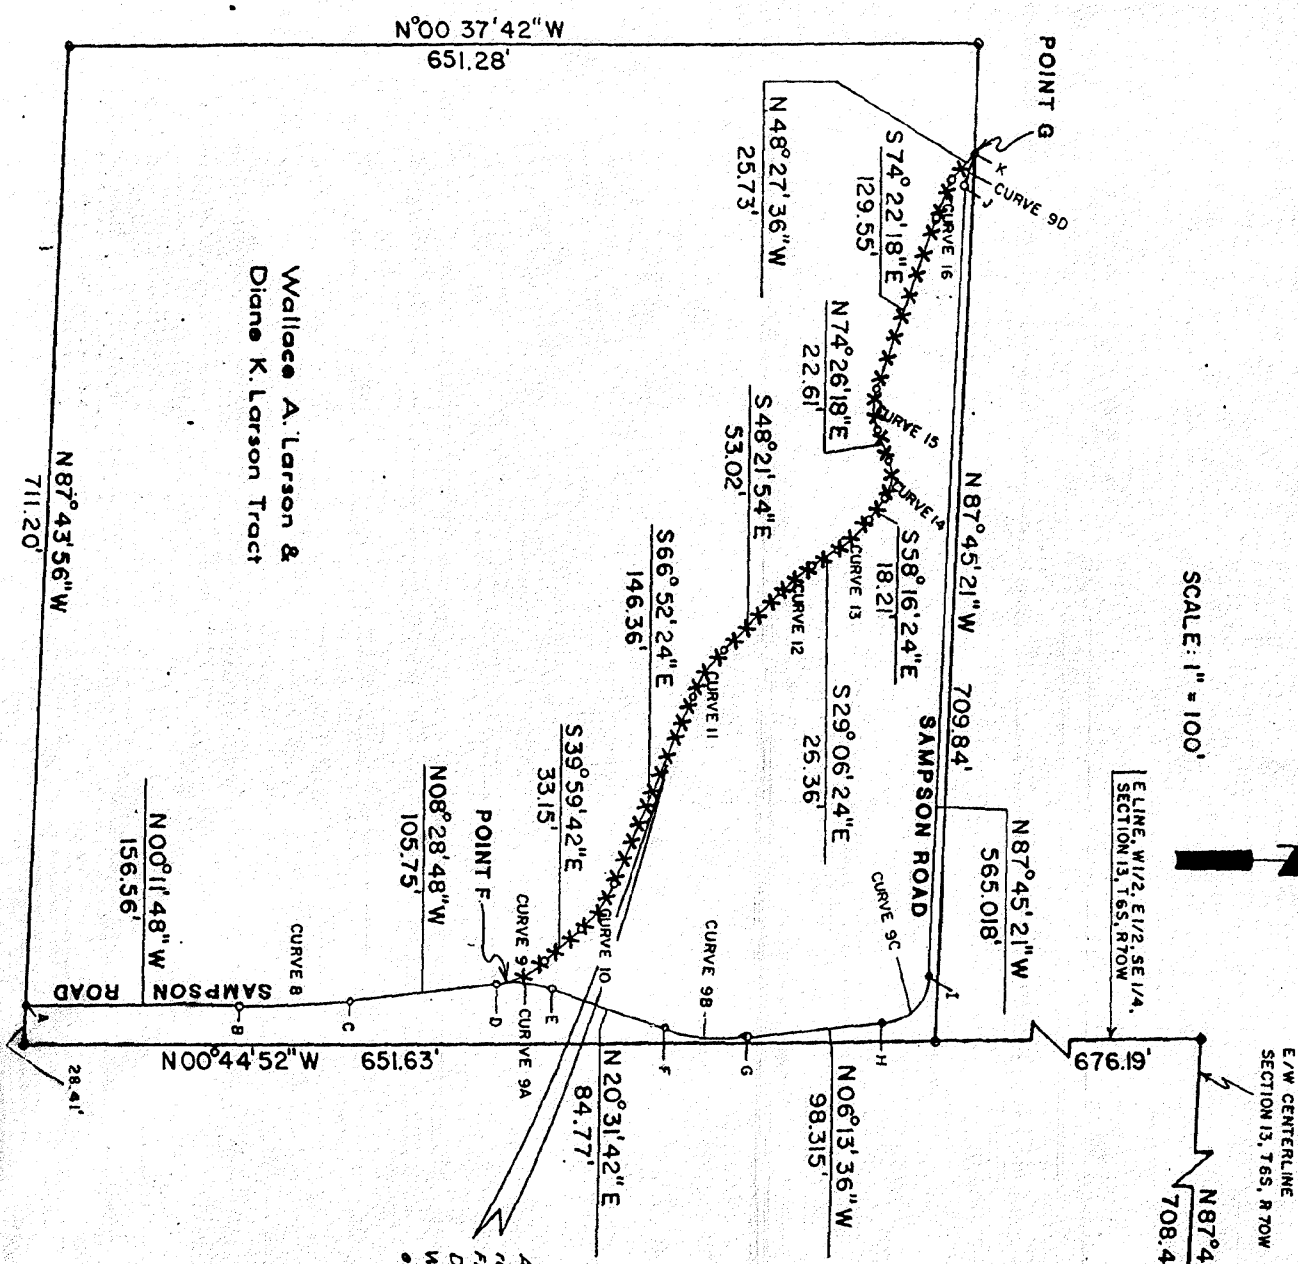 N°00 37'42"W
651.28'
POINT G
K
J
CURVE 9D
N48°27'36"W
25.73'
S74°22'18"E
129.55'
CURVE 16
N74°26'18"E
22.61'
CURVE 15
CURVE 14
S48°21'54"E
53.02'
S58°16'24"E
18.21'
CURVE 13
CURVE 12
N87°45'21"W
709.84'
SCALE: 1" = 100'
Wallace A. Larson &
Diane K. Larson Tract
N87°43'56"W
711.20'
S66°52'24"E
146.36'
CURVE 11
S29°06'24"E
26.36'
SAMPSON ROAD
E LINE, W1/2, E1/2, SE 1/4,
SECTION 13, T6S, R70W
N87°45'21"W
565.018'
S39°59'42"E
33.15'
N08°28'48"W
105.75'
POINT F
N00°11'48"W
156.56'
CURVE 8
CURVE 9
CURVE 10
CURVE 9B
CURVE 9C
SAMPSON
ROAD
A
B
C
D
E
F
G
H
I
CURVE 9A
N00°44'52"W
651.63'
28.41'
N20°31'42"E
84.77'
N06°13'36"W
98.315'
676.19'
E/W CENTERLINE
SECTION 13, T6S, R70W
N87°4
708.4